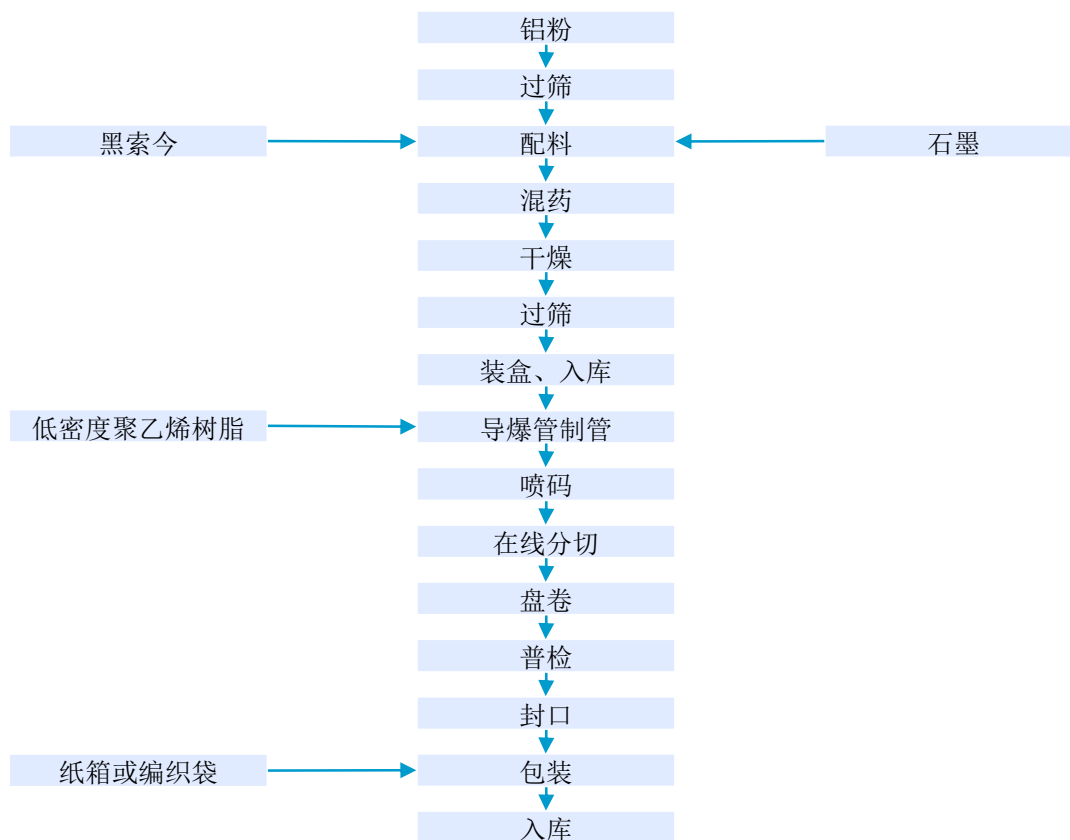 铝粉
过筛
黑索今
配料
石墨
混药
干燥
过筛
装盒、入库
低密度聚乙烯树脂
导爆管制管
喷码
在线分切
盘卷
普检
封口
纸箱或编织袋
包装
入库